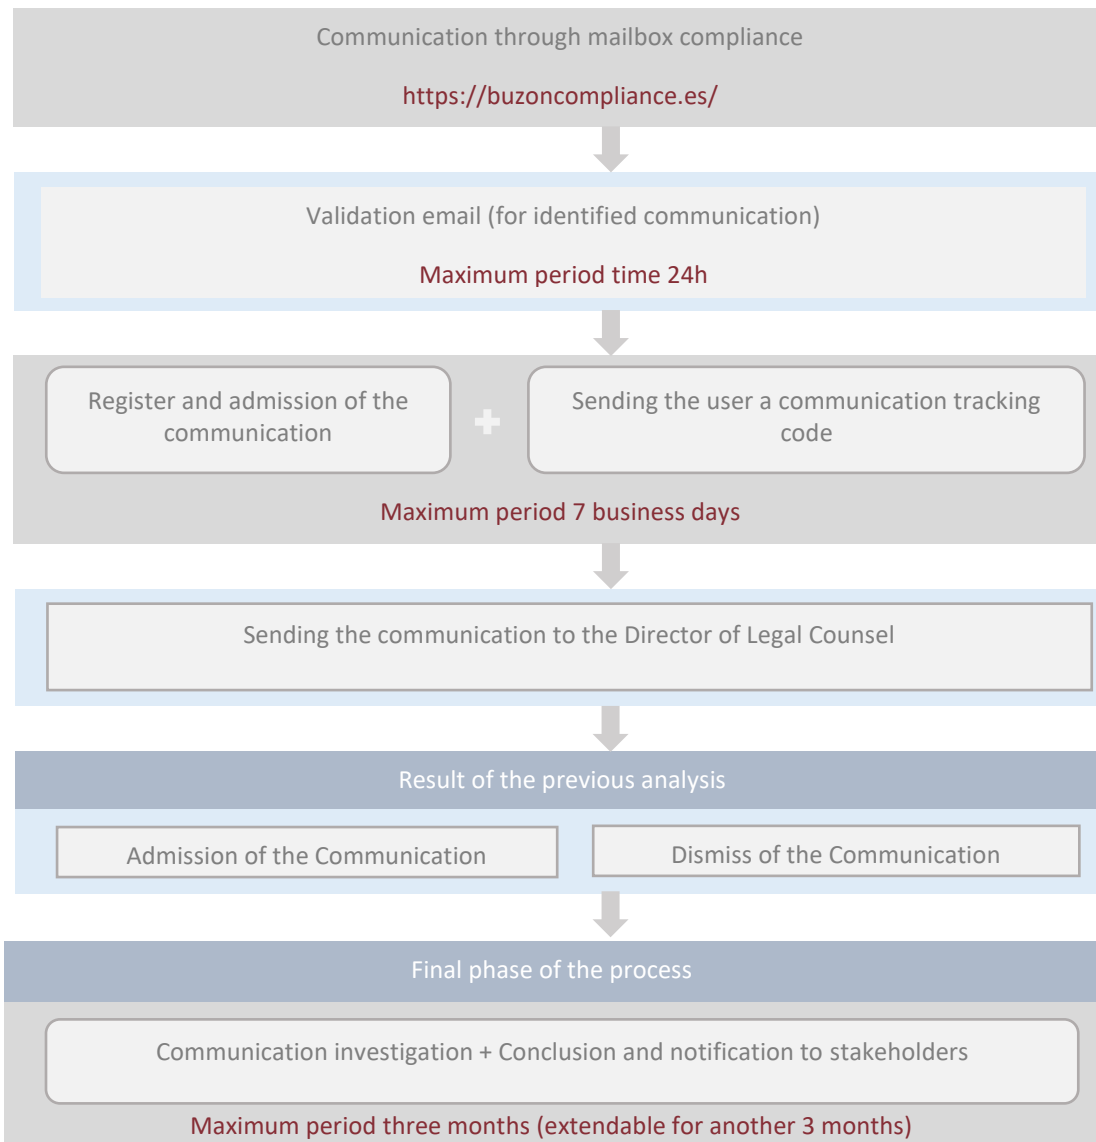 Communication through mailbox compliance
https://buzoncompliance.es/
Validation email (for identified communication)
Maximum period time 24h
Register and admission of the
communication
Sending the user a communication tracking
code
Maximum period 7 business days
Sending the communication to the Director of Legal Counsel
Result of the previous analysis
Admission of the Communication
Dismiss of the Communication
Final phase of the process
Communication investigation + Conclusion and notification to stakeholders
Maximum period three months (extendable for another 3 months)